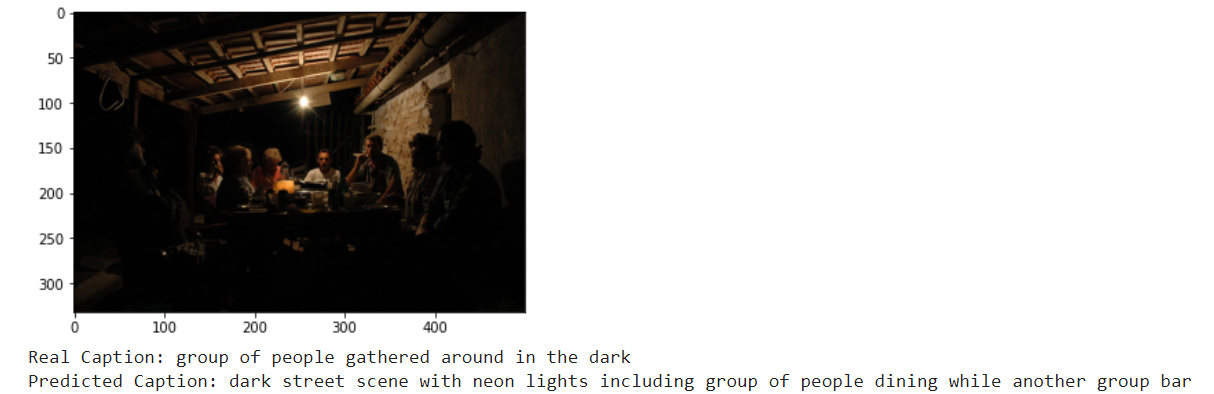 0
50
100
150
200
250
300
0 100 200 300 400
Real Caption: group of people gathered around in the dark
Predicted Caption: dark street scene with neon lights including group of people dining while another group bar